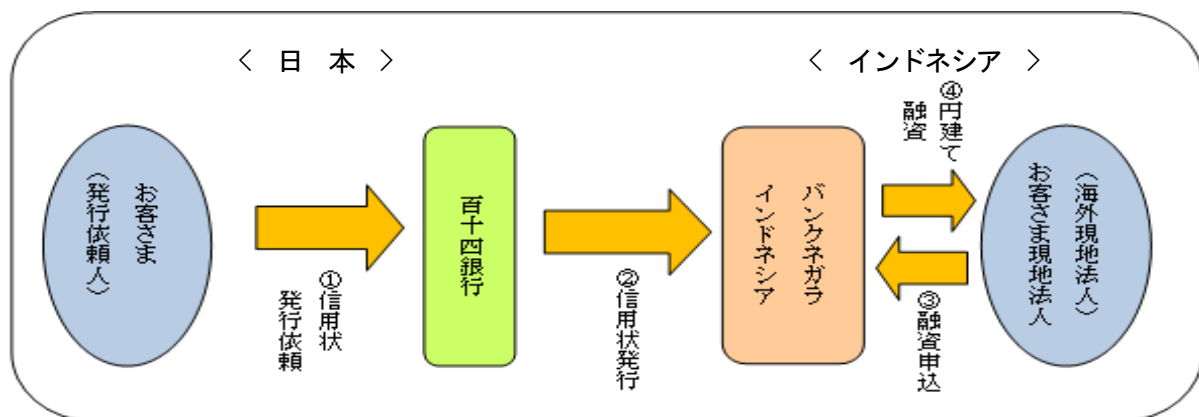 < 日 本 >
< インドネシア >
お客さま
(発行依頼人)
①信用状
発行依頼
百十四銀行
②信用状発行
バンクネガラ
インドネシア
④円建て
融資
③融資申込
(海外現地法人)
お客さま現地法人